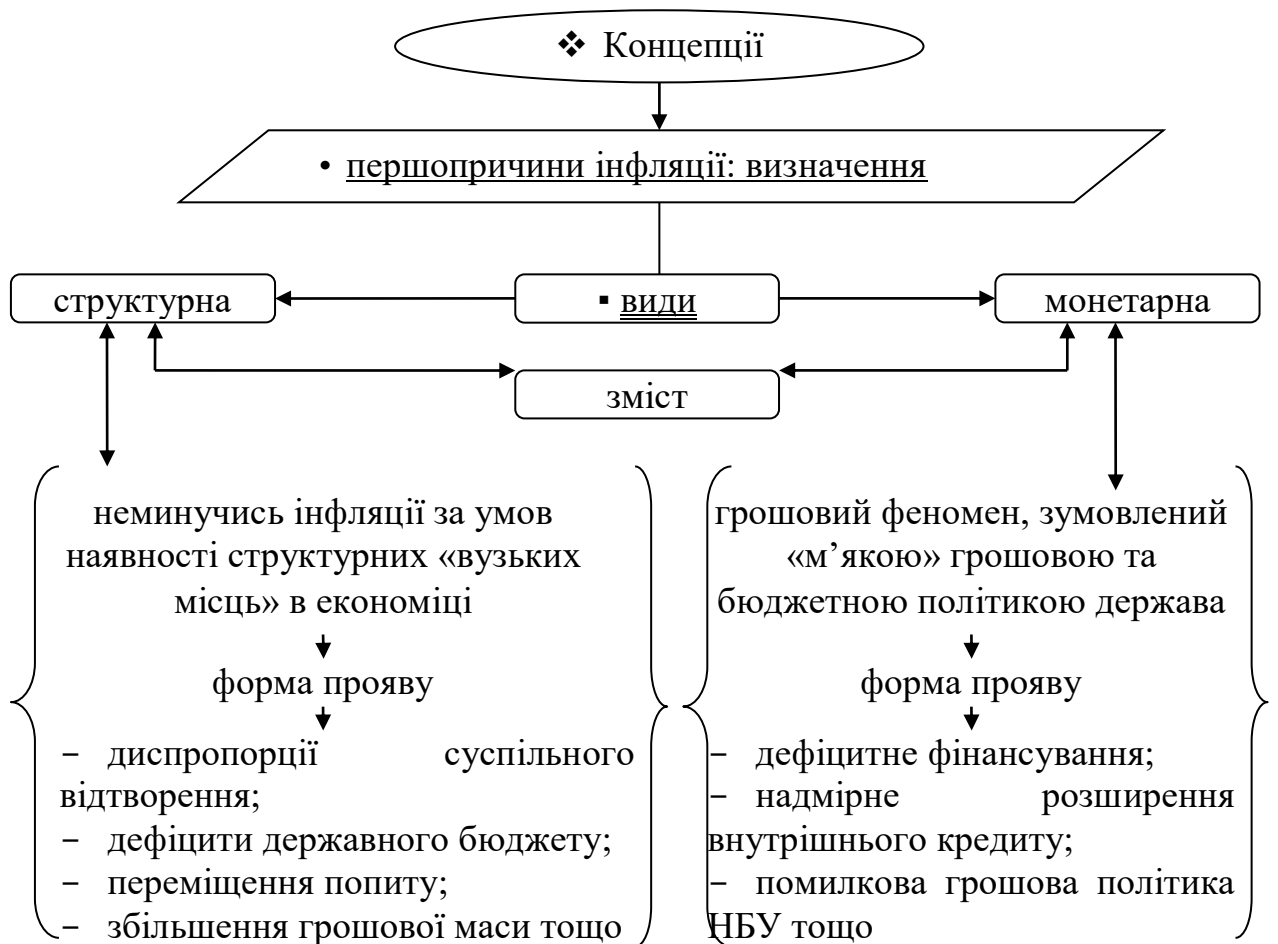 ❖ Концепції
• першопричини інфляції: визначення
структурна
▪ види
монетарна
зміст
неминучись інфляції за умов
наявності структурних «вузьких
місць» в економіці
форма прояву
− диспропорції суспільного
відтворення;
− дефіцити державного бюджету;
− переміщення попиту;
− збільшення грошової маси тощо
грошовий феномен, зумовлений
«м’якою» грошовою та
бюджетною політикою держава
форма прояву
− дефіцитне фінансування;
− надмірне розширення
внутрішнього кредиту;
− помилкова грошова політика
НБУ тощо